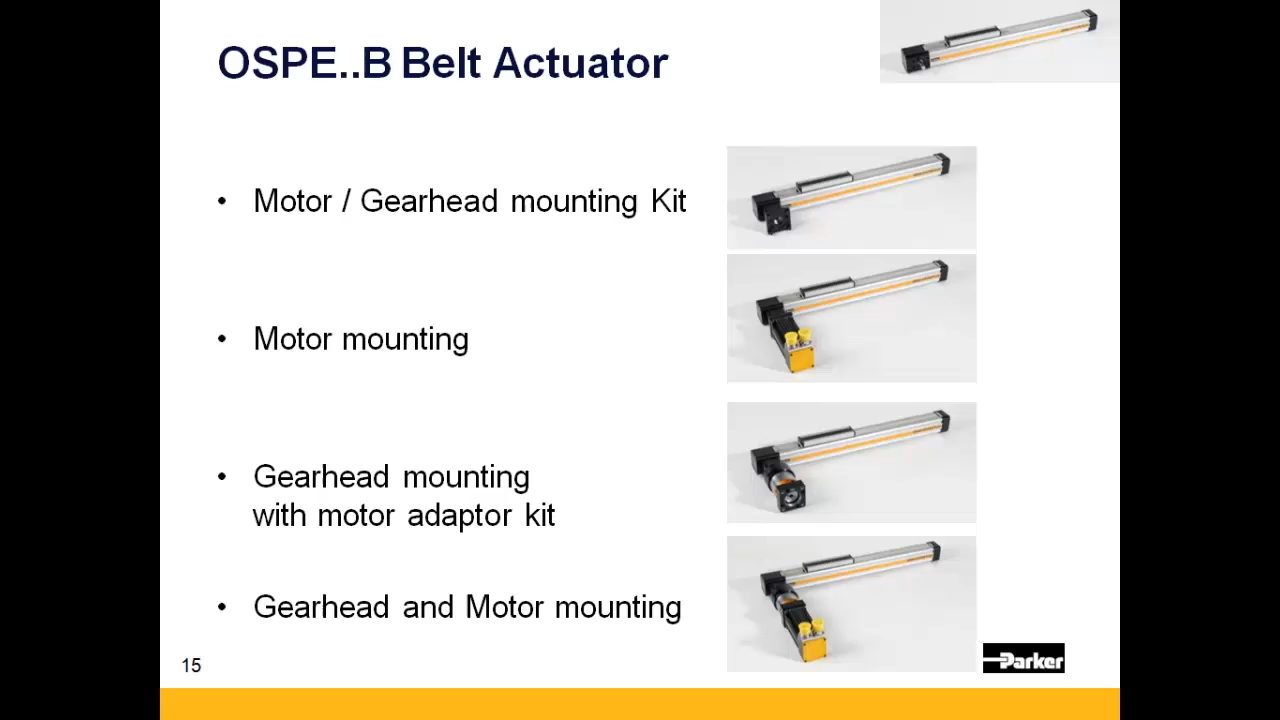 OSPE..B Belt Actuator
• Motor / Gearhead mounting Kit
• Motor mounting
• Gearhead mounting
with motor adaptor kit
• Gearhead and Motor mounting
15
Parker